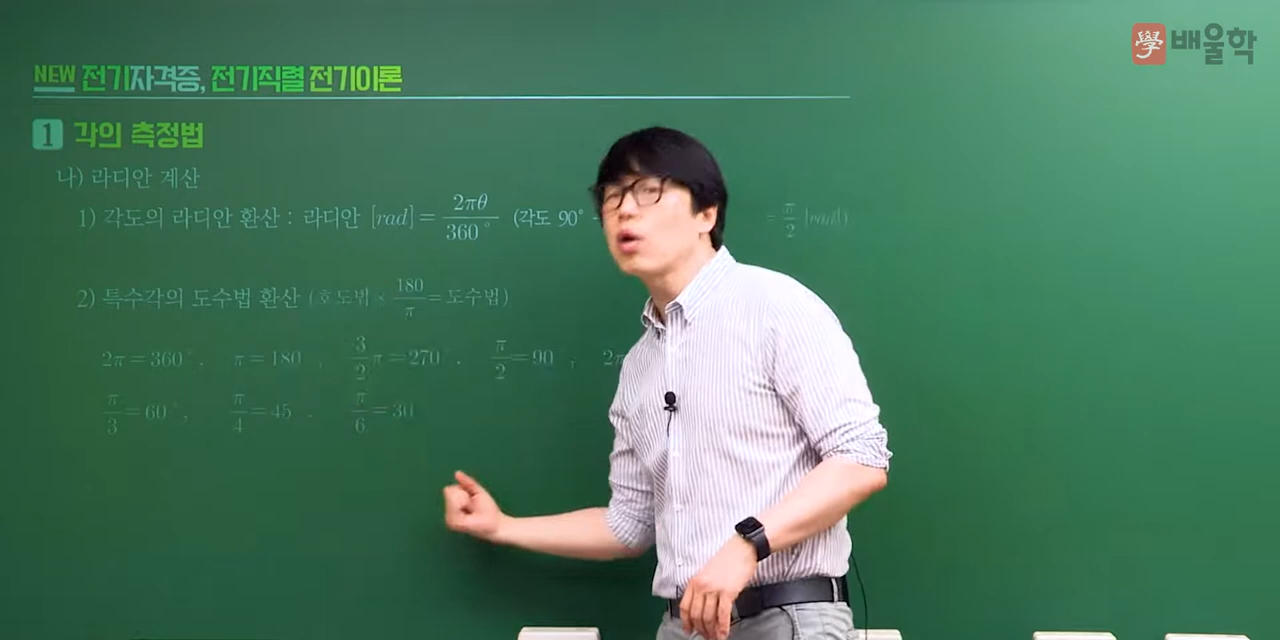 學 배울학
NEW 전기자격증, 전기직렬 전기이론
1 각의 측정법
나) 라디안 계산
1) 각도의 라디안 환산 : 라디안 [rad] = 2πθ/360° (각도 90° = π/2 [rad])
2) 특수각의 도수법 환산 (호도법 × 180/π = 도수법)
2π = 360°, π = 180°, 3/2 π = 270°, π/2 = 90°, 2π
π/3 = 60°, π/4 = 45°, π/6 = 30